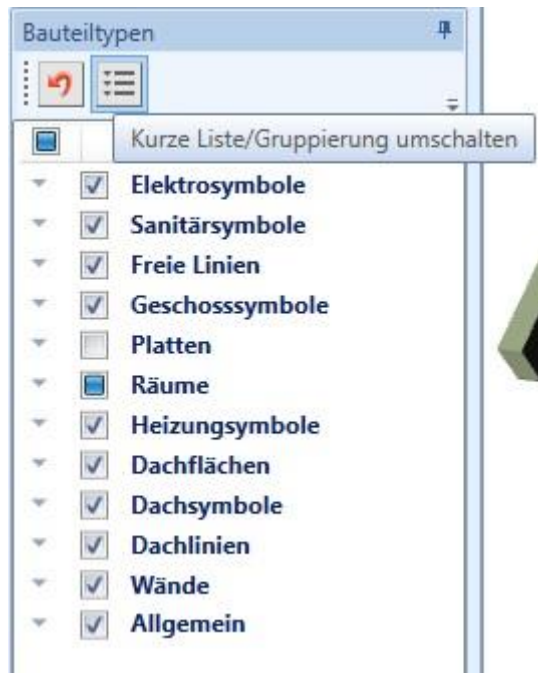 Bauteiltypen
Kurze Liste/Gruppierung umschalten
Elektrosymbole
Sanitärsymbole
Freie Linien
Geschosssymbole
Platten
Räume
Heizungsymbole
Dachflächen
Dachsymbole
Dachlinien
Wände
Allgemein